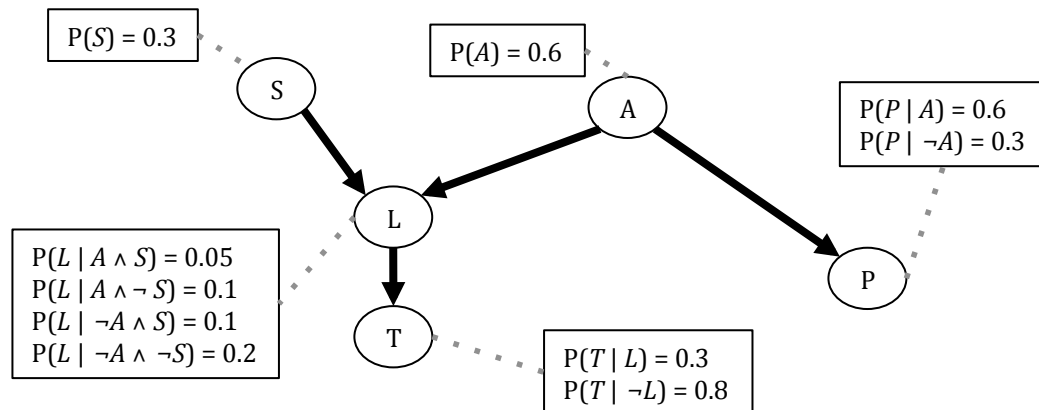 P(S) = 0.3
P(A) = 0.6
S
A
P(P | A) = 0.6
P(P | ¬A) = 0.3
L
P(L | A ∧ S) = 0.05
P(L | A ∧ ¬ S) = 0.1
P(L | ¬A ∧ S) = 0.1
P(L | ¬A ∧ ¬S) = 0.2
P
T
P(T | L) = 0.3
P(T | ¬L) = 0.8